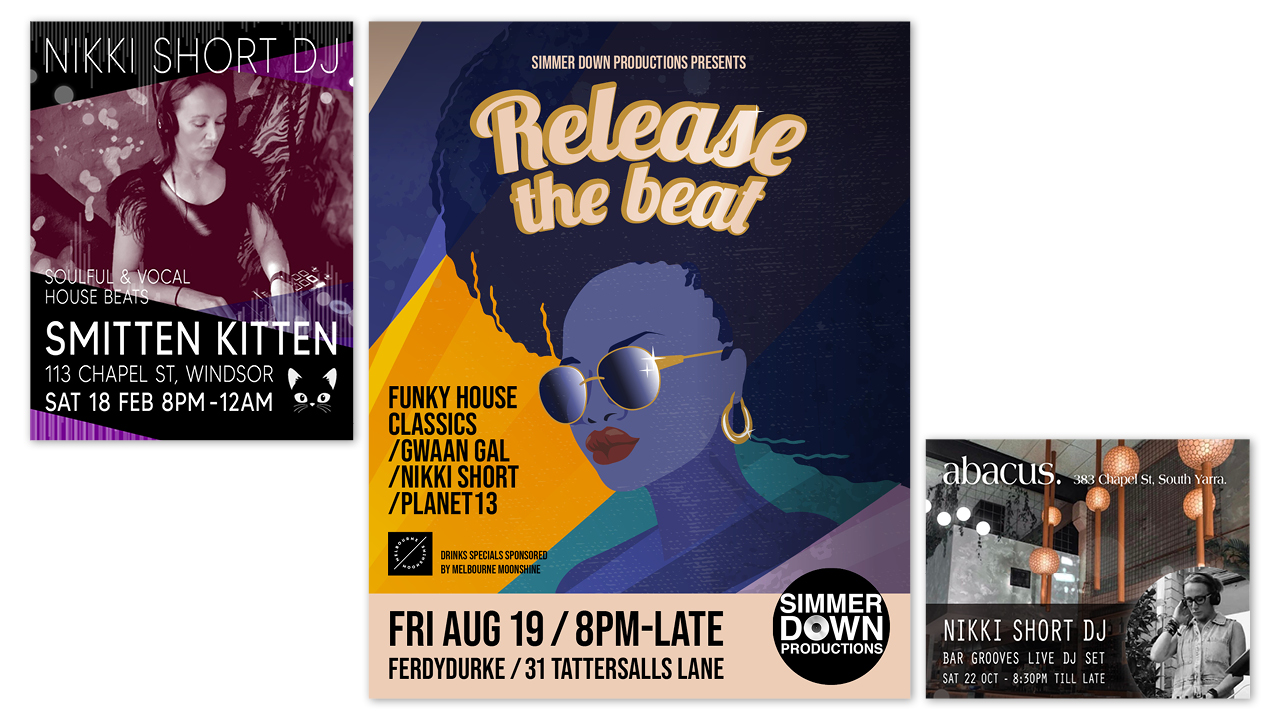 NIKKI SHORT DJ
SOULFUL & VOCAL
HOUSE BEATS
SMITTEN KITTEN
113 CHAPEL ST, WINDSOR
SAT 18 FEB 8PM-12AM
SIMMER DOWN PRODUCTIONS PRESENTS
Release
the beat
FUNKY HOUSE
CLASSICS
/GWAAN GAL
/NIKKI SHORT
/PLANET13
MELBOURNE MOONSHINE
DRINKS SPECIALS SPONSORED
BY MELBOURNE MOONSHINE
FRI AUG 19 / 8PM-LATE
FERDYDURKE / 31 TATTERSALLS LANE
SIMMER
DOWN
PRODUCTIONS
abacus. 383 Chapel St, South Yarra.
NIKKI SHORT DJ
BAR GROOVES LIVE DJ SET
SAT 22 OCT - 8:30PM TILL LATE